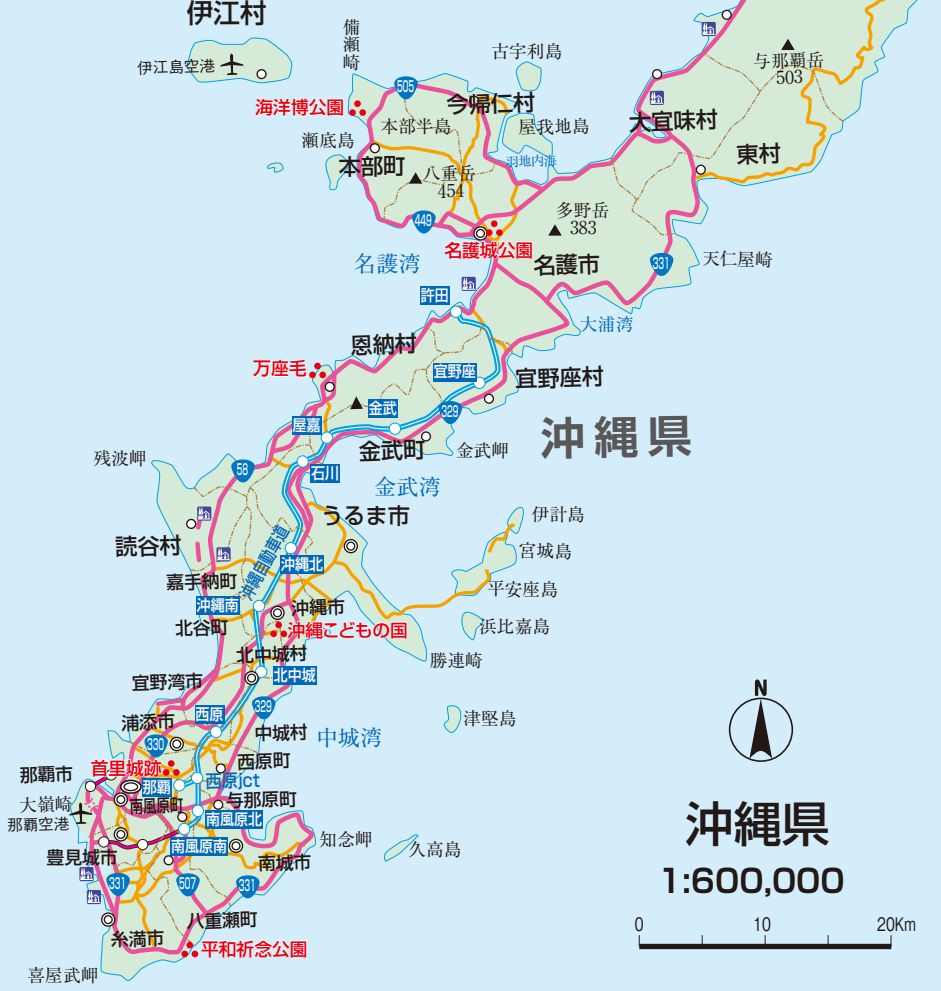 伊江村
伊江島空港
備瀬崎
古宇利島
与那覇岳
503
海洋博公園
505
今帰仁村
本部半島
屋我地島
大宜味村
瀬底島
本部町
八重岳
454
羽地内海
東村
449
多野岳
383
名護城公園
名護湾
名護市
331
天仁屋崎
許田
大浦湾
恩納村
万座毛
宜野座
宜野座村
金武
329
屋嘉
金武町
金武岬
沖縄県
残波岬
58
石川
金武湾
うるま市
伊計島
読谷村
沖縄自動車道
宮城島
沖縄北
嘉手納町
平安座島
沖縄南
沖縄市
北谷町
沖縄こどもの国
浜比嘉島
北中城村
勝連崎
宜野湾市
北中城
329
西原
浦添市
中城村
中城湾
津堅島
330
N
首里城跡
西原町
那覇市
那覇
西原jct
大嶺崎
南風原町
与那原町
那覇空港
南風原北
沖縄県
豊見城市
南風原南
知念岬
久高島
南城市
331
507
331
1:600,000
八重瀬町
糸満市
平和祈念公園
0
10
20Km
喜屋武岬